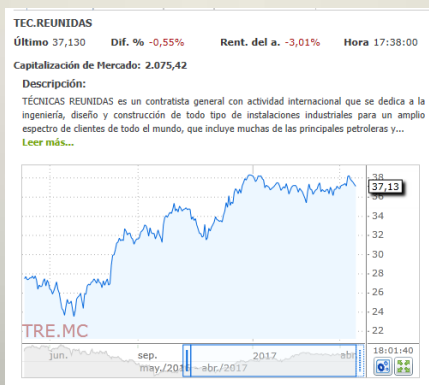 TEC.REUNIDAS
Último 37,130 Dif. % -0,55% Rent. del a. -3,01% Hora 17:38:00
Capitalización de Mercado: 2.075,42
Descripción:
TÉCNICAS REUNIDAS es un contratista general con actividad internacional que se dedica a la
ingeniería, diseño y construcción de todo tipo de instalaciones industriales para un amplio
espectro de clientes de todo el mundo, que incluye muchas de las principales petroleras y...
Leer más...
38
37,13
34
32
30
28
26
24
22
TRE.MC
jun. sep. 2017 abr.
may./2016 - abr./2017
18:01:40